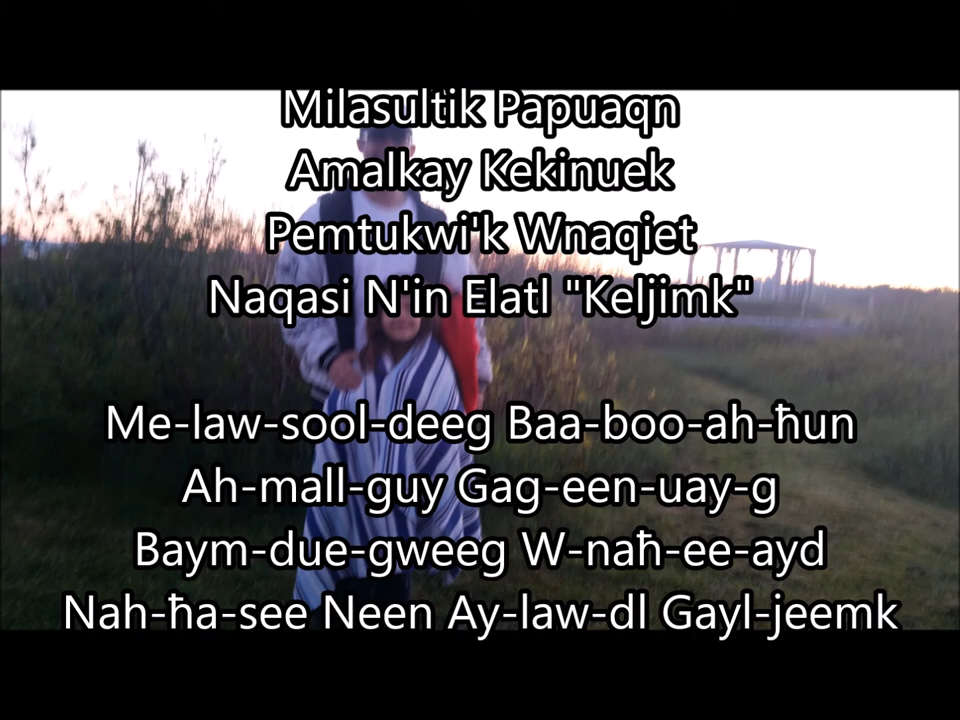 Milasultik Papuaqn
Amalkay Kekinuek
Pemtukwi'k Wnaqiet
Naqasi N'in Elatl "Keljimk"
Me-law-sool-deeg Baa-boo-ah-ħun
Ah-mall-guy Gag-een-uay-g
Baym-due-gweeg W-naħ-ee-ayd
Nah-ħa-see Neen Ay-law-dl Gayl-jeemk